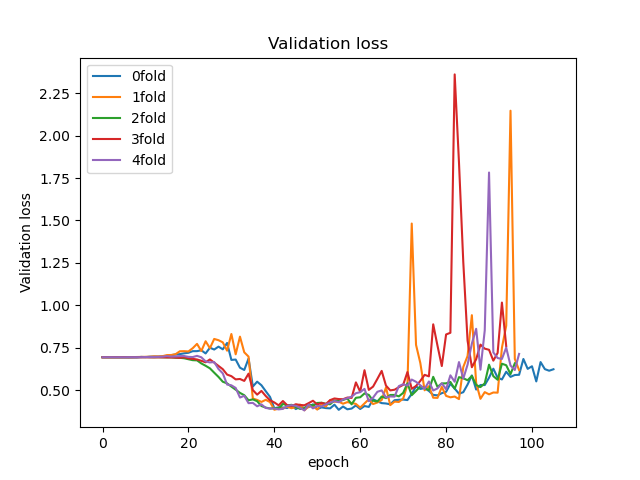 Validation loss
0fold
1fold
2fold
3fold
4fold
2.25
2.00
1.75
1.50
1.25
1.00
0.75
0.50
Validation loss
0 20 40 60 80 100
epoch